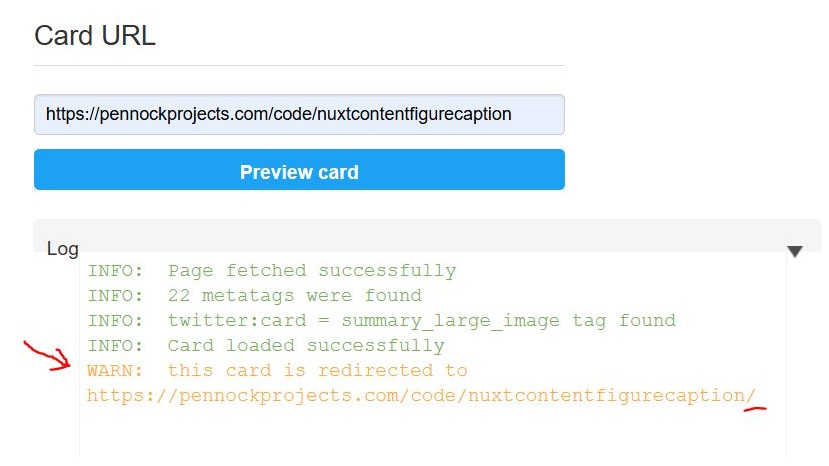 Card URL
https://pennockprojects.com/code/nuxtcontentfigurecaption
Preview card
Log
INFO:  Page fetched successfully
INFO:  22 metatags were found
INFO:  twitter:card = summary_large_image tag found
INFO:  Card loaded successfully
WARN:  this card is redirected to
https://pennockprojects.com/code/nuxtcontentfigurecaption/